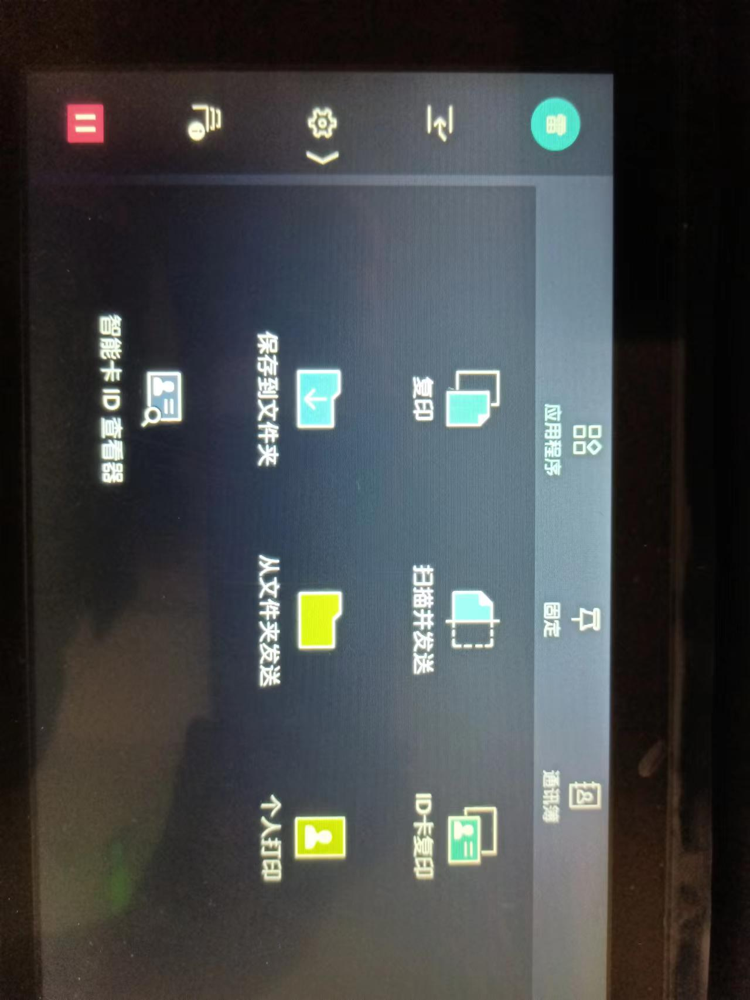 雷
应用程序
固定
通讯簿
复印
扫描并发送
ID卡复印
保存到文件夹
从文件夹发送
个人打印
智能卡 ID 查看器